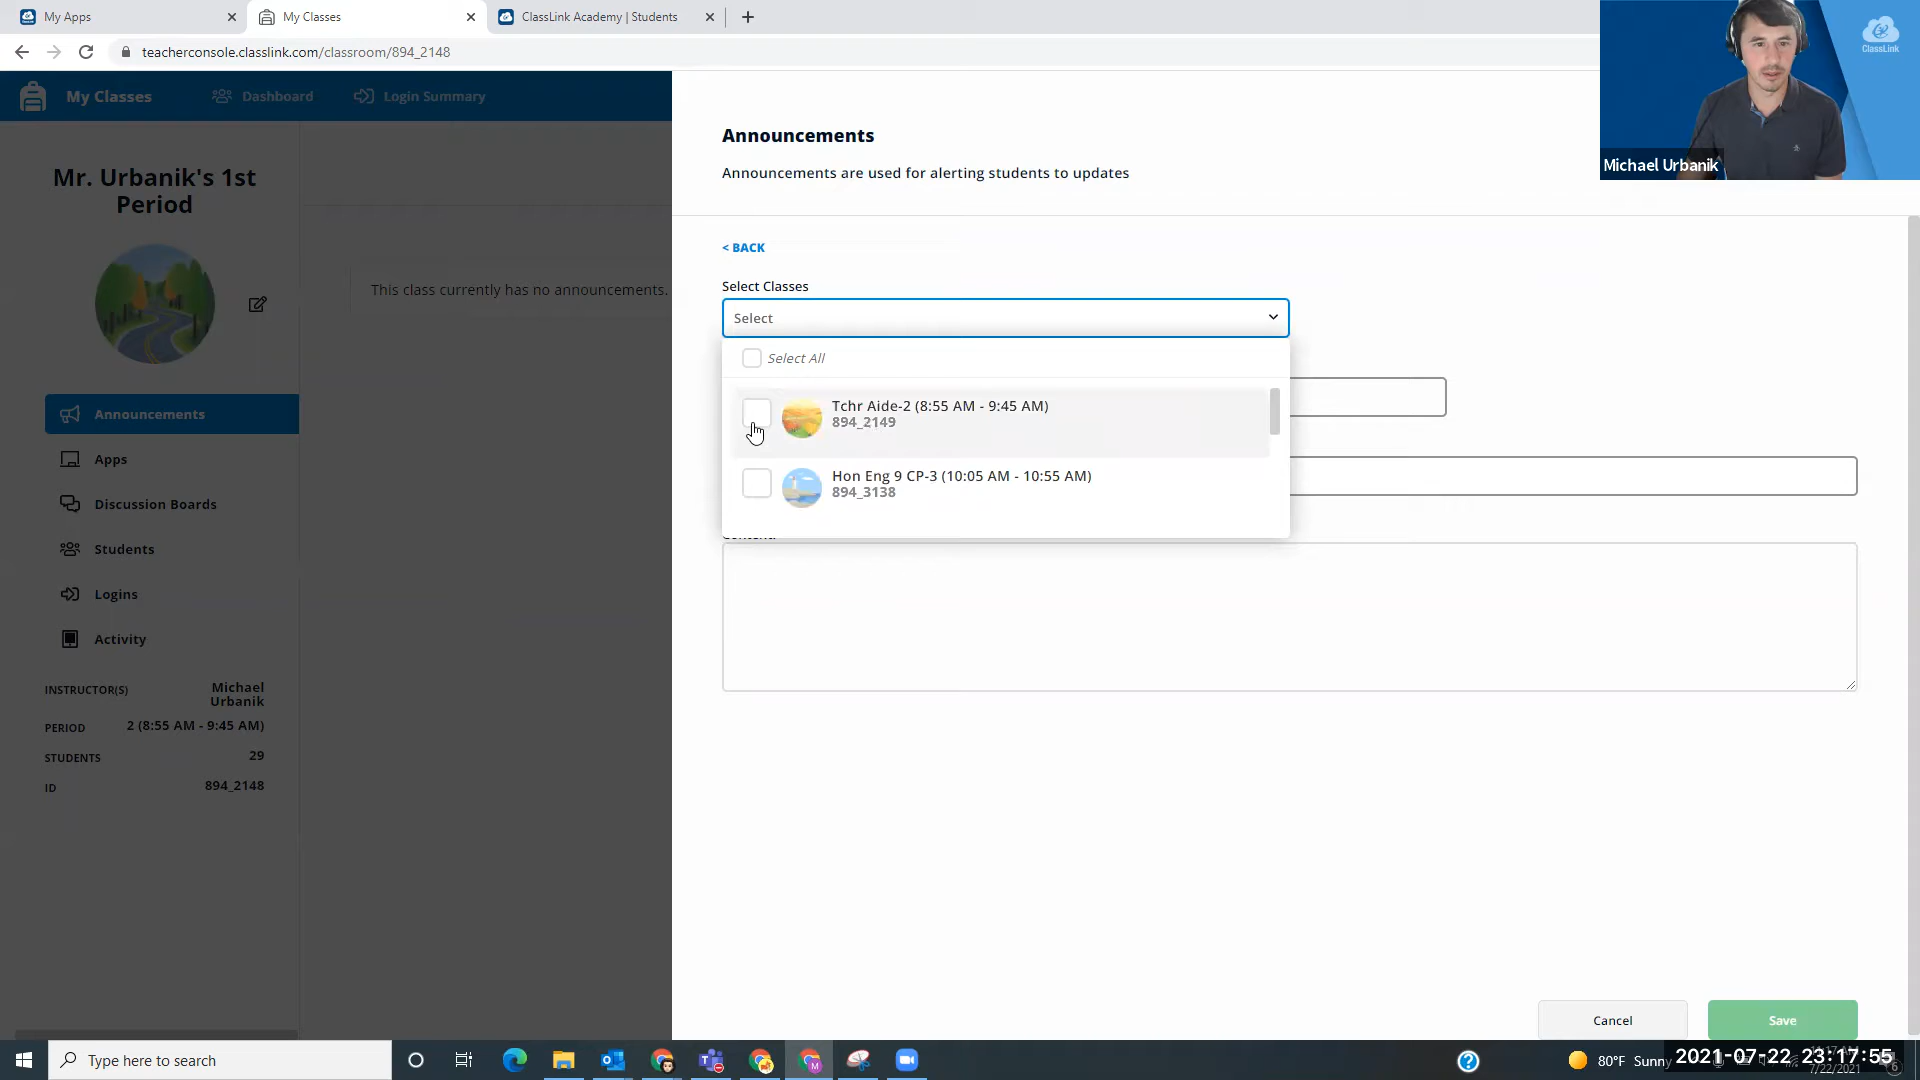 My Apps
My Classes
ClassLink Academy | Students
teacherconsole.classlink.com/classroom/894_2148
ClassLink
Michael Urbanik
My Classes
Dashboard
Login Summary
Mr. Urbanik's 1st
Period
Announcements
Apps
Discussion Boards
Students
Logins
Activity
INSTRUCTOR(S) Michael
Urbanik
PERIOD 2 (8:55 AM - 9:45 AM)
STUDENTS 29
ID 894_2148
This class currently has no announcements.
Announcements
Announcements are used for alerting students to updates
< BACK
Select Classes
Select
Select All
Tchr Aide-2 (8:55 AM - 9:45 AM)
894_2149
Hon Eng 9 CP-3 (10:05 AM - 10:55 AM)
894_3138
Cancel
Save
Type here to search
80°F Sunny
2021-07-22 23:17:55
7/22/2021